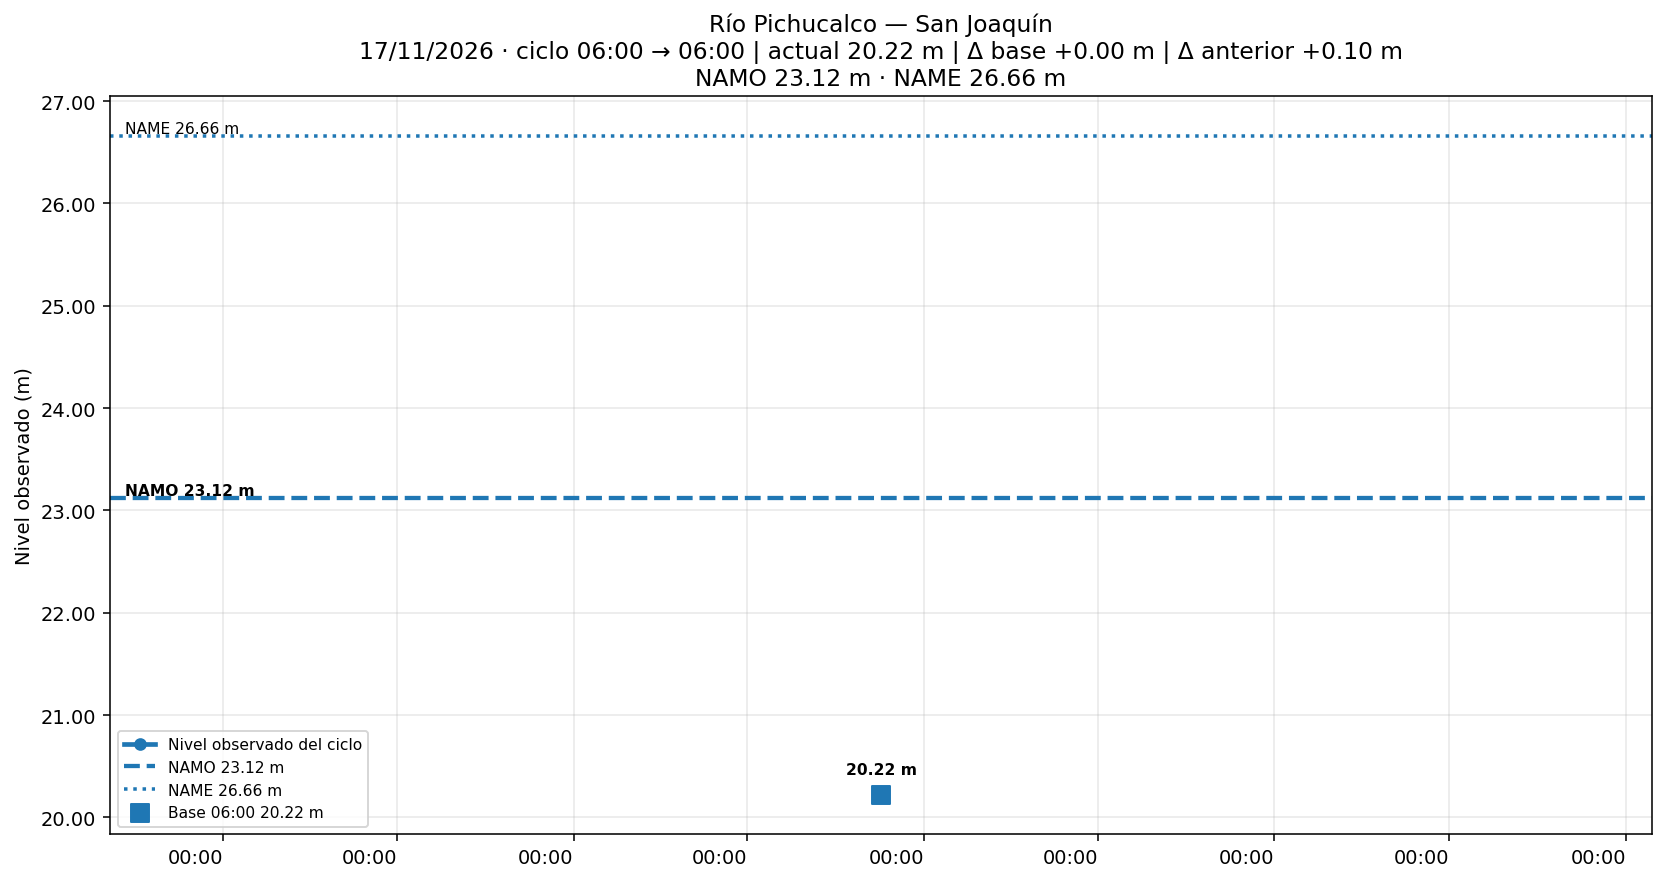 Río Pichucalco — San Joaquín
17/11/2026 · ciclo 06:00 → 06:00 | actual 20.22 m | Δ base +0.00 m | Δ anterior +0.10 m
NAMO 23.12 m · NAME 26.66 m
27.00
NAME 26.66 m
26.00
25.00
24.00
Nivel observado (m)
NAMO 23.12 m
23.00
22.00
21.00
20.00
20.22 m
Nivel observado del ciclo
NAMO 23.12 m
NAME 26.66 m
Base 06:00 20.22 m
00:00 00:00 00:00 00:00 00:00 00:00 00:00 00:00 00:00